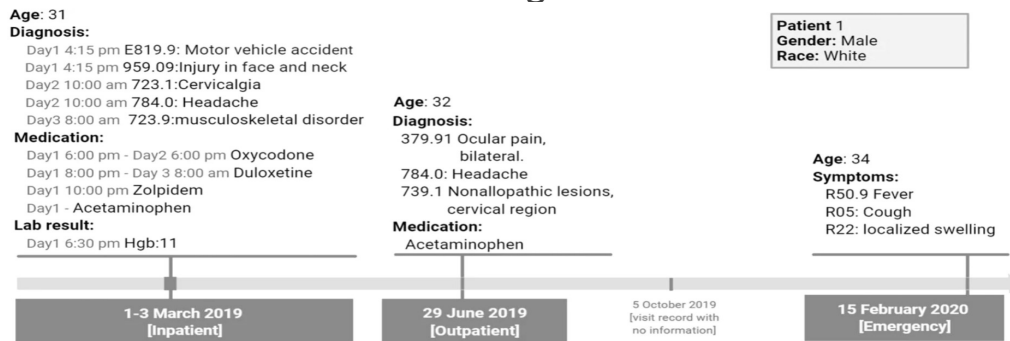 Age: 31
Diagnosis:
Day1 4:15 pm E819.9: Motor vehicle accident
Day1 4:15 pm 959.09:Injury in face and neck
Day2 10:00 am 723.1:Cervicalgia
Day2 10:00 am 784.0: Headache
Day3 8:00 am 723.9:musculoskeletal disorder
Medication:
Day1 6:00 pm - Day2 6:00 pm Oxycodone
Day1 8:00 pm - Day 3 8:00 am Duloxetine
Day1 10:00 pm Zolpidem
Day1 - Acetaminophen
Lab result:
Day1 6:30 pm Hgb:11
1-3 March 2019
[Inpatient]
Age: 32
Diagnosis:
379.91 Ocular pain,
bilateral.
784.0: Headache
739.1 Nonallopathic lesions,
cervical region
Medication:
Acetaminophen
29 June 2019
[Outpatient]
5 October 2019
[visit record with
no information]
Patient 1
Gender: Male
Race: White
Age: 34
Symptoms:
R50.9 Fever
R05: Cough
R22: localized swelling
15 February 2020
[Emergency]